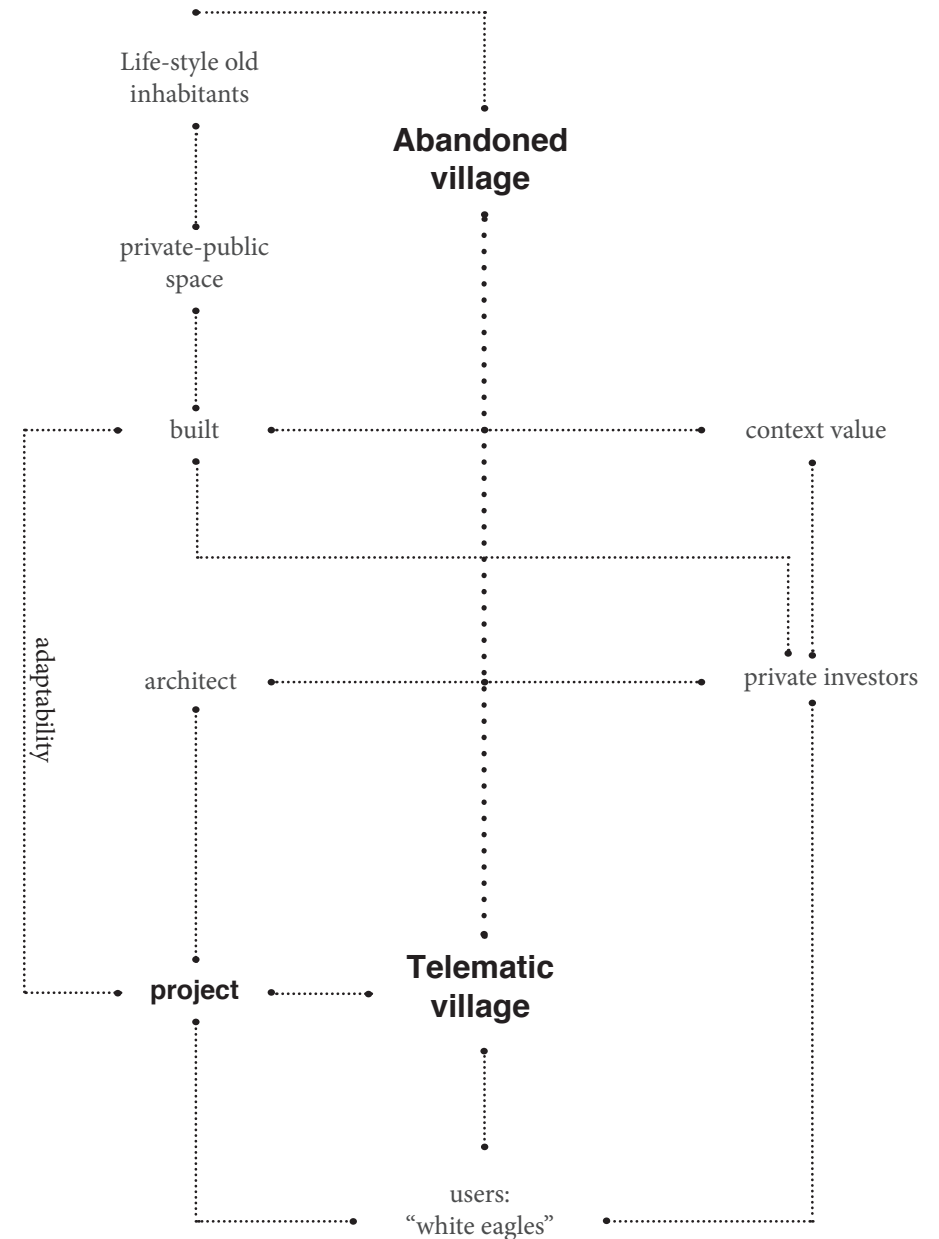 Life-style old
inhabitants
Abandoned
village
private-public
space
built
context value
adaptability
architect
private investors
project
Telematic
village
users:
“white eagles”